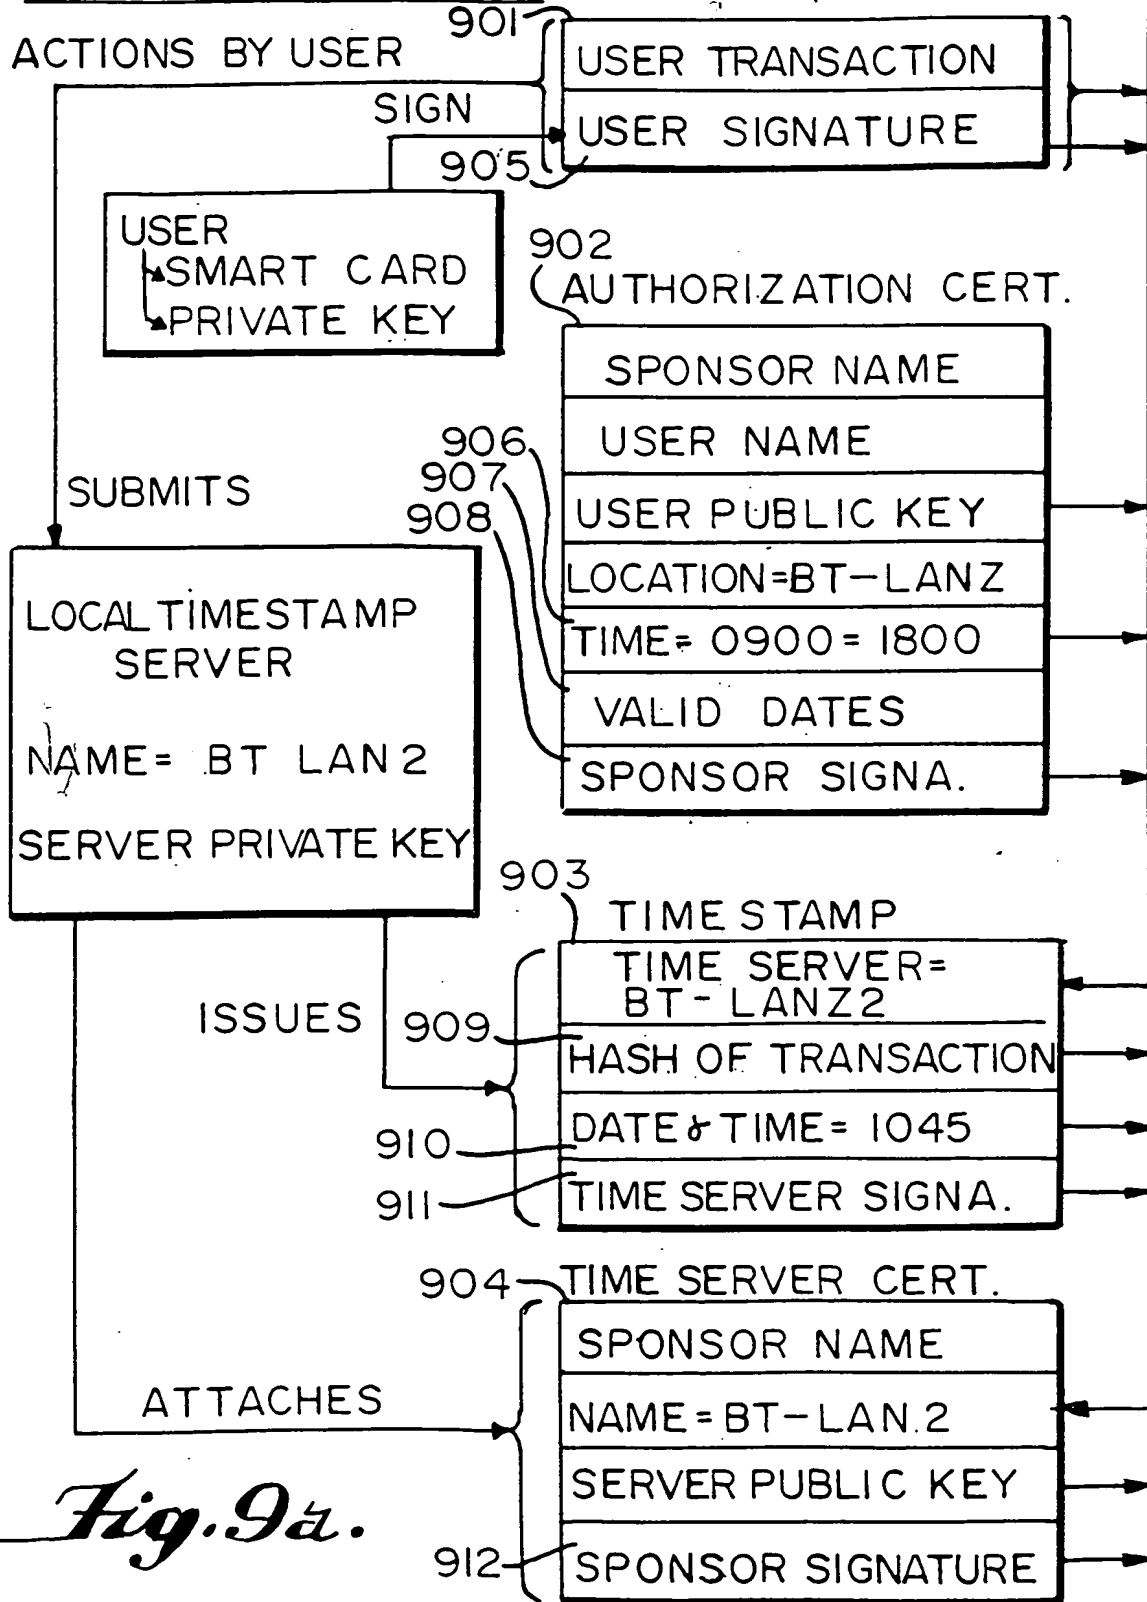 901
ACTIONS BY USER
USER TRANSACTION
SIGN
USER SIGNATURE
905
USER
SMART CARD
PRIVATE KEY
902
AUTHORIZATION CERT.
SPONSOR NAME
906
USER NAME
907
SUBMITS
908
USER PUBLIC KEY
LOCATION=BT-LANZ
TIME= 0900=1800
VALID DATES
SPONSOR SIGNA.
LOCAL TIMESTAMP
SERVER
NAME= BT LAN 2
SERVER PRIVATE KEY
903
TIME STAMP
TIME SERVER=
BT-LANZ2
ISSUES
909
HASH OF TRANSACTION
910
DATE & TIME= 1045
911
TIME SERVER SIGNA.
904
TIME SERVER CERT.
SPONSOR NAME
ATTACHES
NAME=BT-LAN.2
SERVER PUBLIC KEY
912
SPONSOR SIGNATURE
Fig. 9a.